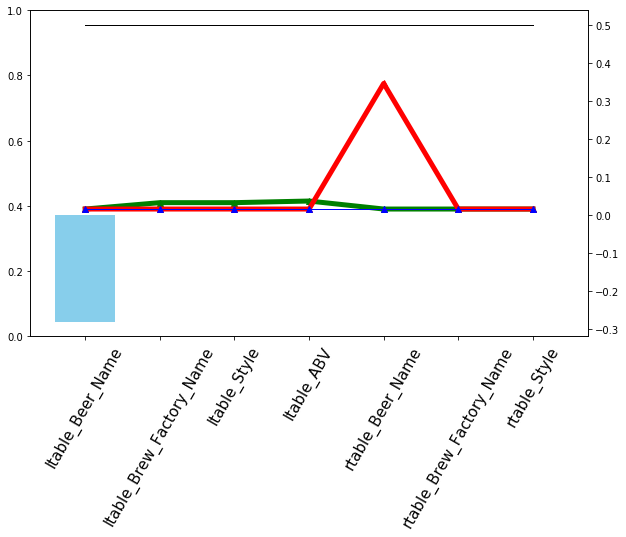 1.0
0.8
0.6
0.4
0.2
0.0
0.5
0.4
0.3
0.2
0.1
0.0
−0.1
−0.2
−0.3
ltable_Beer_Name
ltable_Brew_Factory_Name
ltable_Style
ltable_ABV
rtable_Beer_Name
rtable_Brew_Factory_Name
rtable_Style